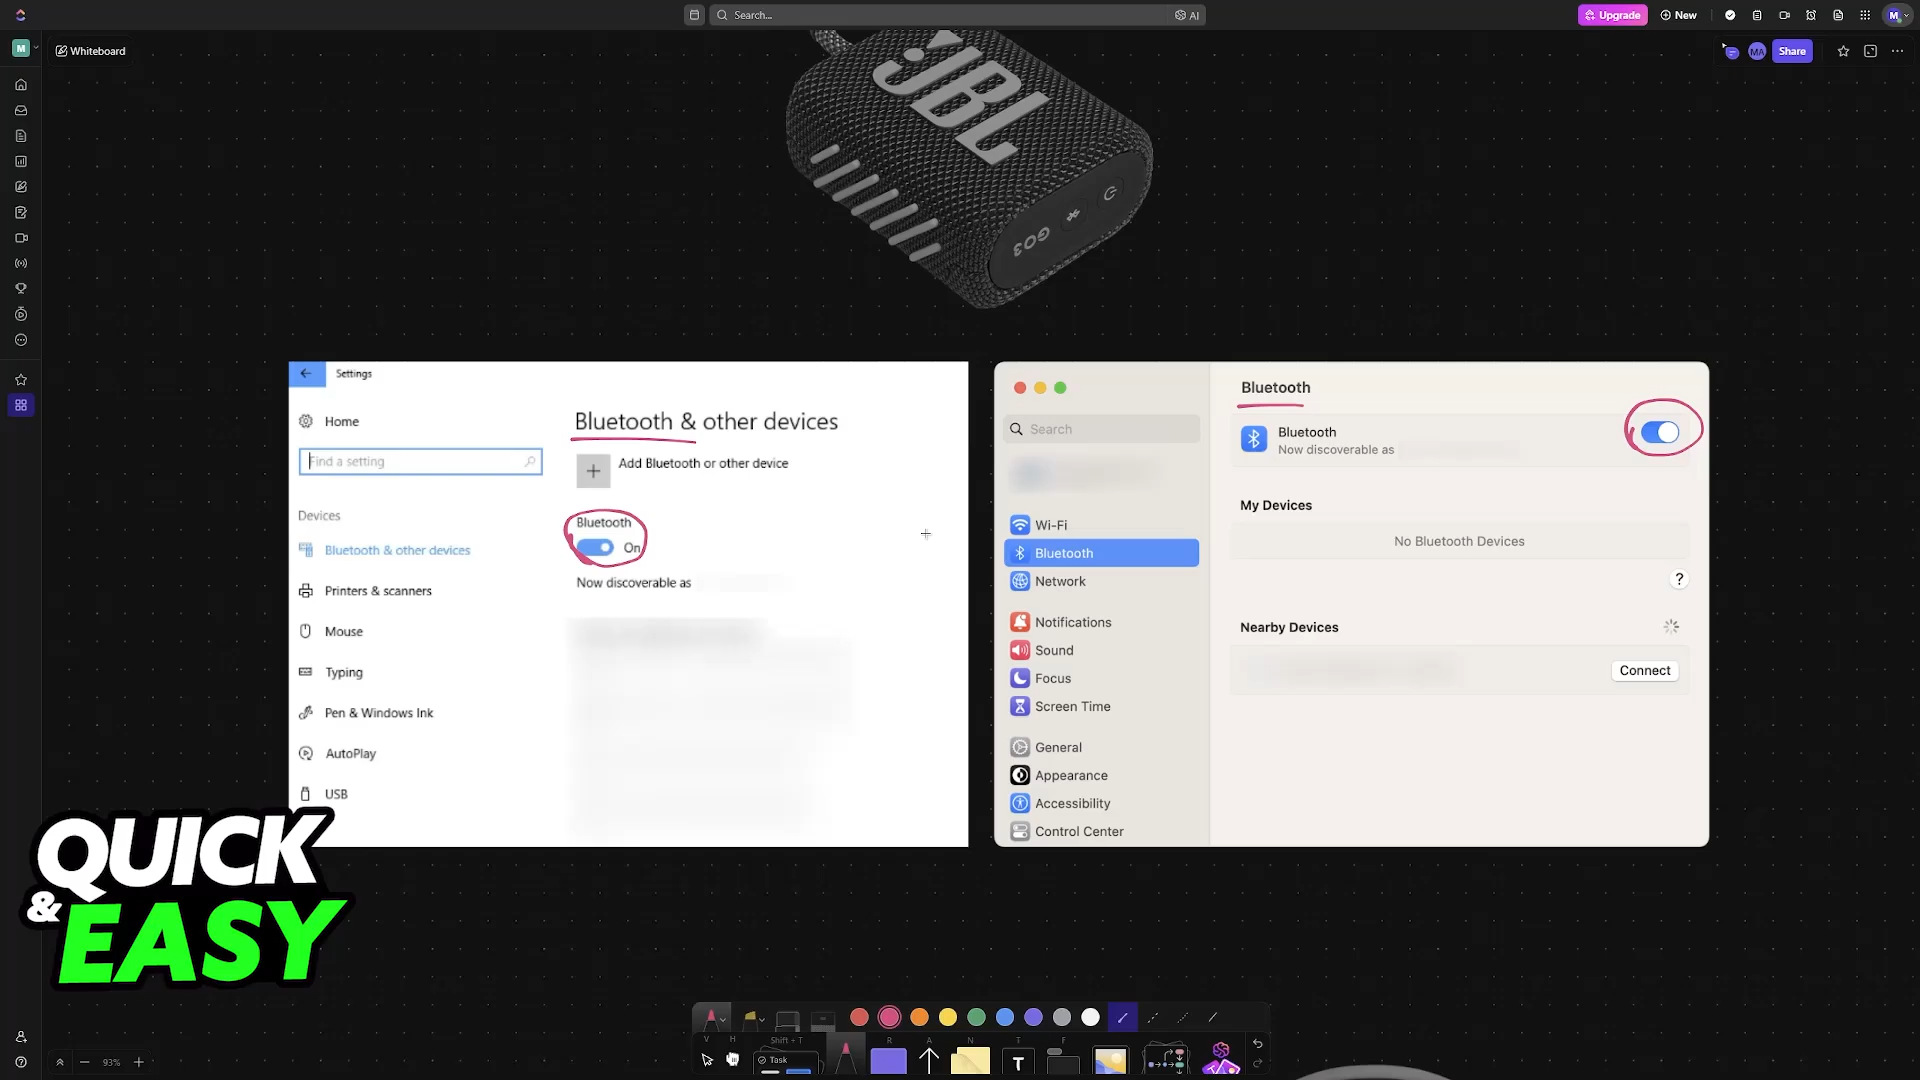 Search...
AI
Upgrade
New
M
M
Whiteboard
MA
Share
JBL
GO3
Settings
Home
Find a setting
Devices
Bluetooth & other devices
Printers & scanners
Mouse
Typing
Pen & Windows Ink
AutoPlay
USB
Bluetooth & other devices
Add Bluetooth or other device
Bluetooth
On
Now discoverable as
Search
Wi-Fi
Bluetooth
Network
Notifications
Sound
Focus
Screen Time
General
Appearance
Accessibility
Control Center
Bluetooth
Bluetooth
Now discoverable as
My Devices
No Bluetooth Devices
?
Nearby Devices
Connect
QUICK
& EASY
93%
V
H
Shift + T
Task
R
A
N
T
T
F